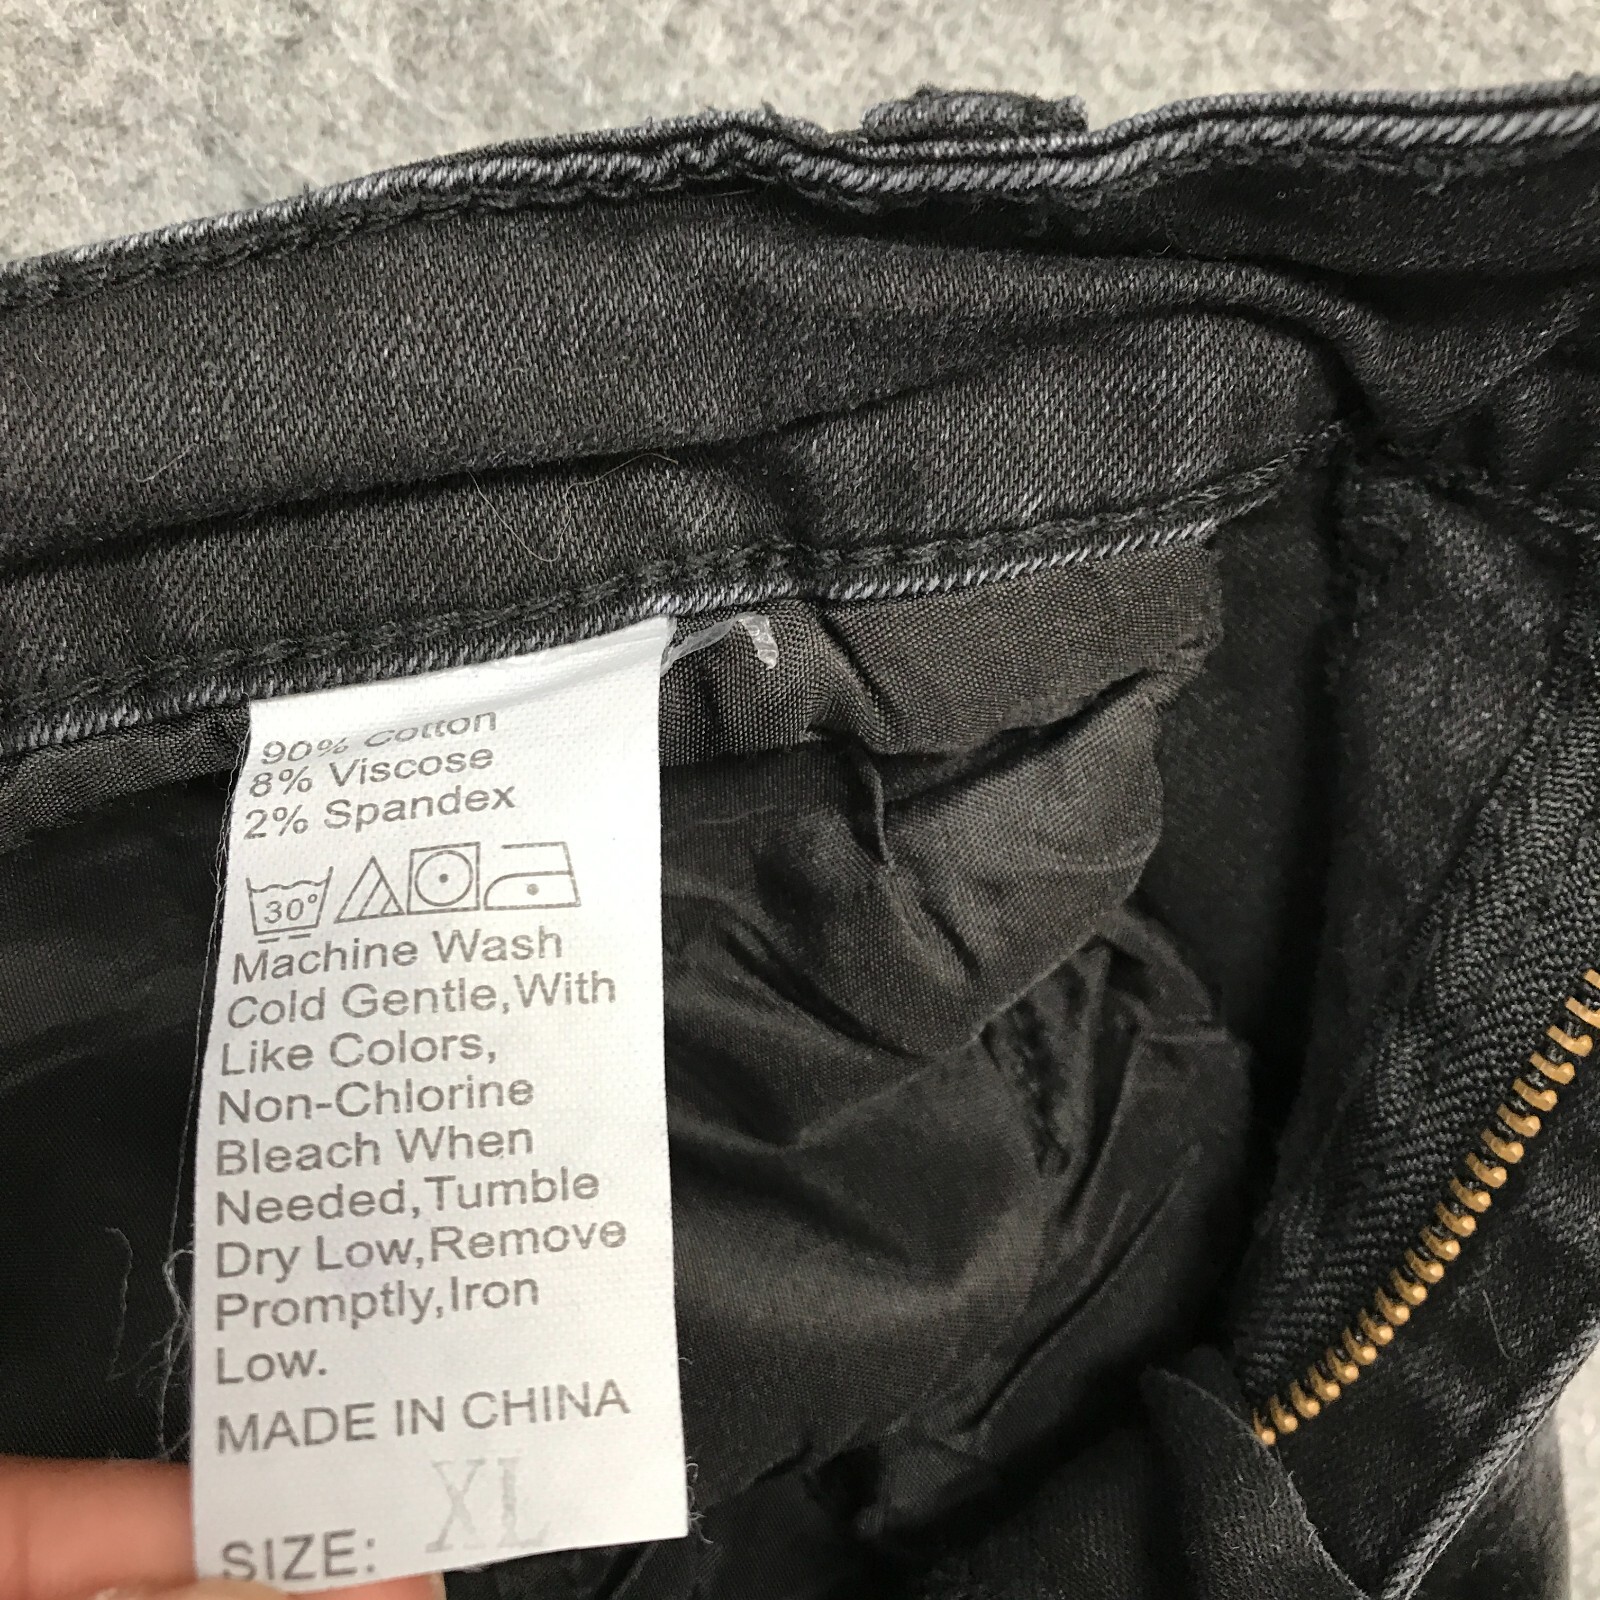 90% Cotton
8% Viscose
2% Spandex
30°
Machine Wash
Cold Gentle,With
Like Colors,
Non-Chlorine
Bleach When
Needed,Tumble
Dry Low,Remove
Promptly,Iron
Low.
MADE IN CHINA
SIZE: XL